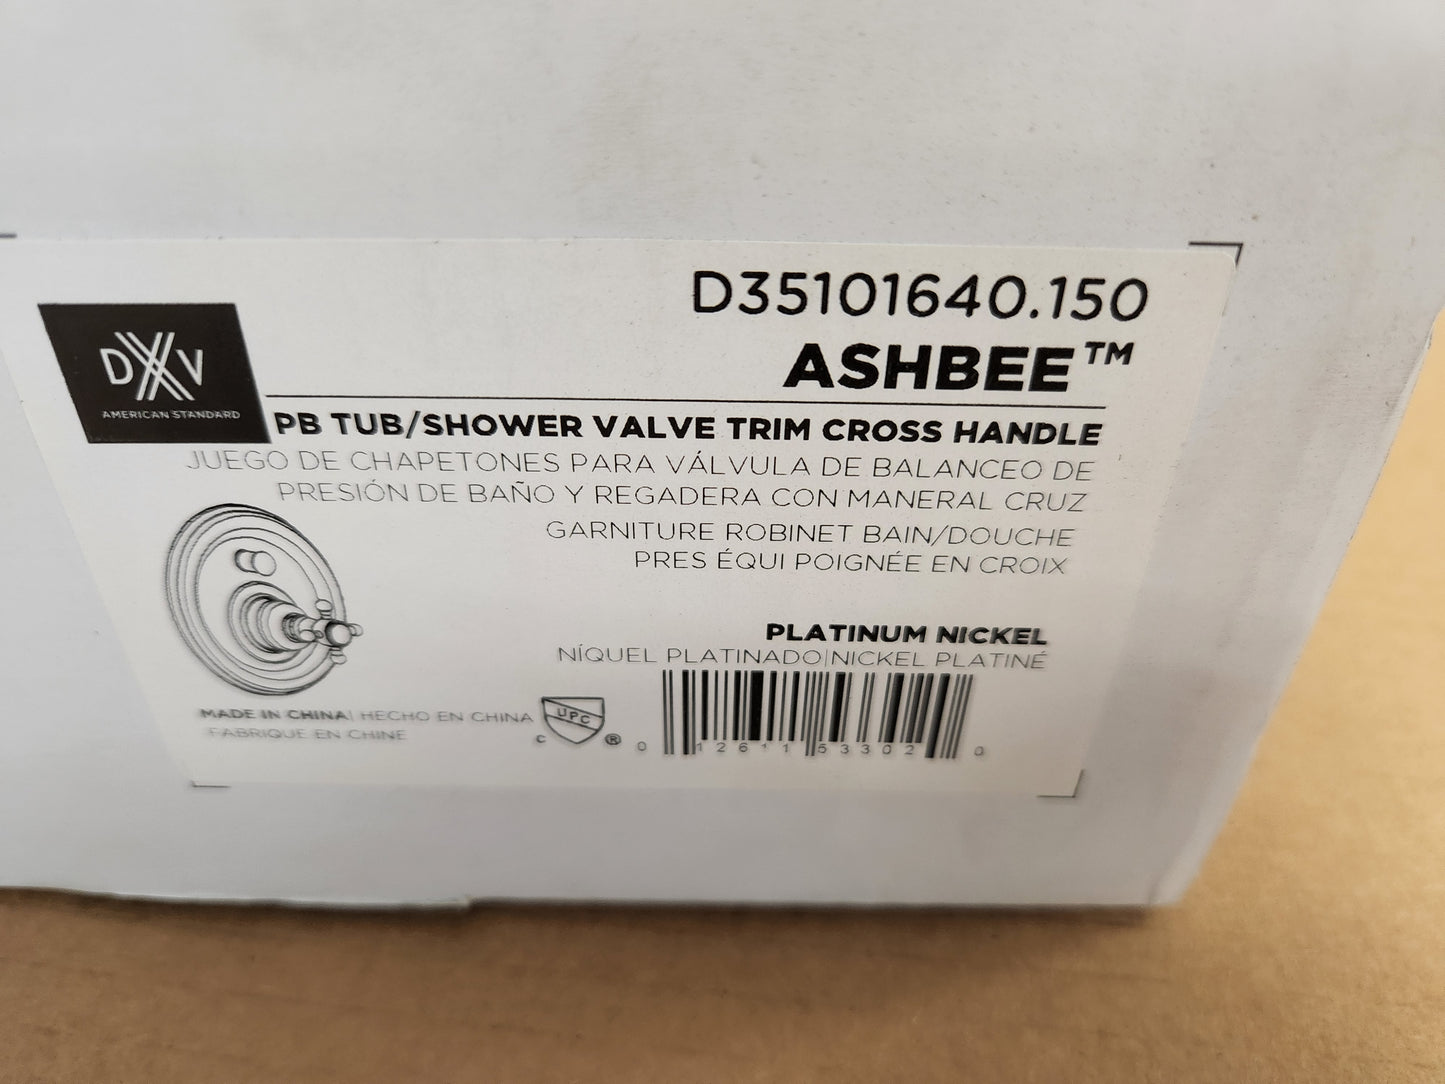 D35101640.150
DXV
AMERICAN STANDARD
ASHBEE™
PB TUB/SHOWER VALVE TRIM CROSS HANDLE
JUEGO DE CHAPETONES PARA VÁLVULA DE BALANCEO DE
PRESIÓN DE BAÑO Y REGADERA CON MANERAL CRUZ
GARNITURE ROBINET BAIN/DOUCHE
PRES ÉQUI POIGNÉE EN CROIX
PLATINUM NICKEL
NÍQUEL PLATINADO|NICKEL PLATINÉ
MADE IN CHINA| HECHO EN CHINA
FABRIQUE EN CHINE
UPC
C ®
0 12611 53302 0